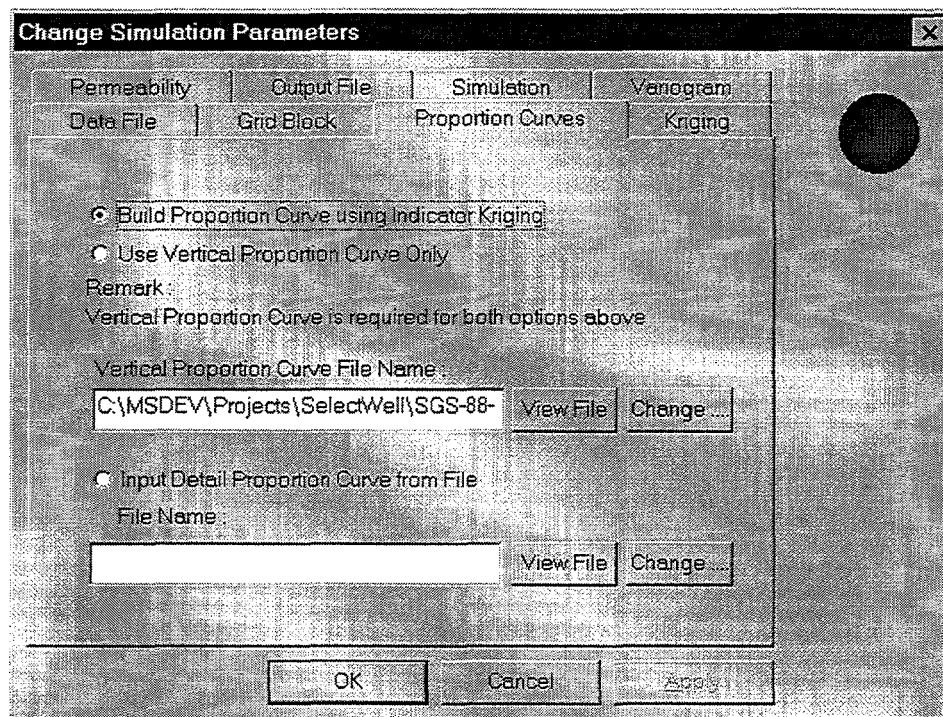 Change Simulation Parameters
Permeability Output File Simulation Variogram
Data File Grid Block Proportion Curves Kriging
Build Proportion Curve using Indicator Kriging
Use Vertical Proportion Curve Only
Remark :
Vertical Proportion Curve is required for both options above
Vertical Proportion Curve File Name :
C:\MSDEV\Projects\SelectWell\SGS-88- View File Change ....
Input Detail Proportion Curve from File
File Name :
View File Change ....
OK Cancel Apply